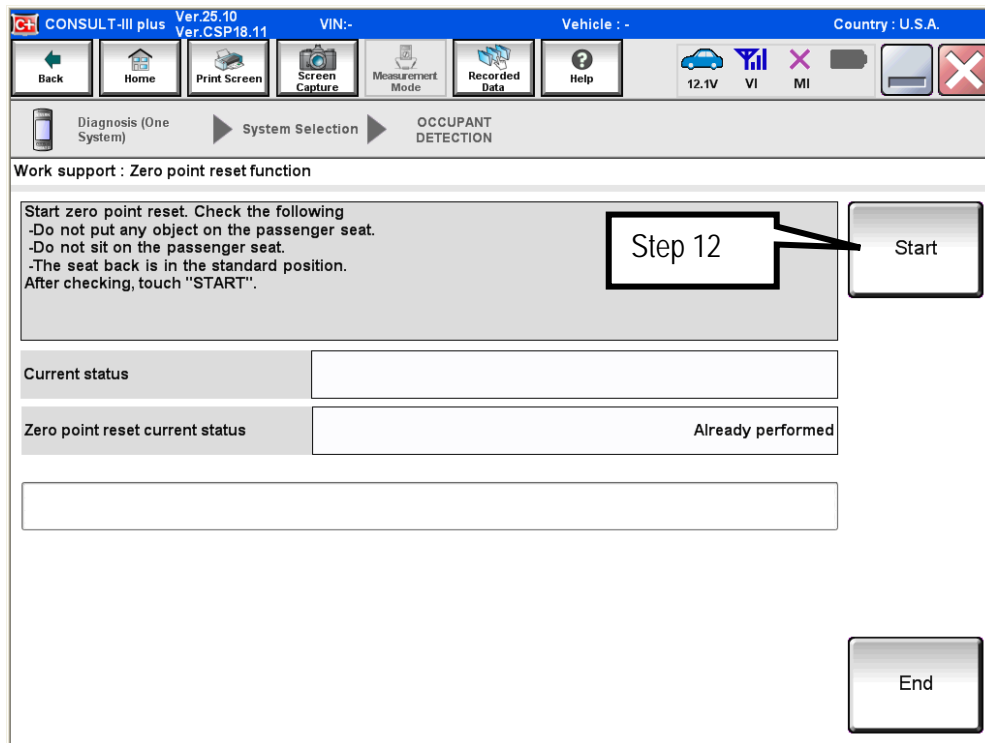 C+ CONSULT-III plus Ver.25.10 VIN:- Vehicle : - Country : U.S.A.
Ver.CSP18.11
Back
Home
Print Screen
Screen
Capture
Measurement
Mode
Recorded
Data
Help
12.1V VI MI
Diagnosis (One
System)
System Selection
OCCUPANT
DETECTION
Work support : Zero point reset function
Start zero point reset. Check the following
-Do not put any object on the passenger seat.
-Do not sit on the passenger seat.
-The seat back is in the standard position.
After checking, touch "START".
Step 12
Start
Current status
Zero point reset current status Already performed
End